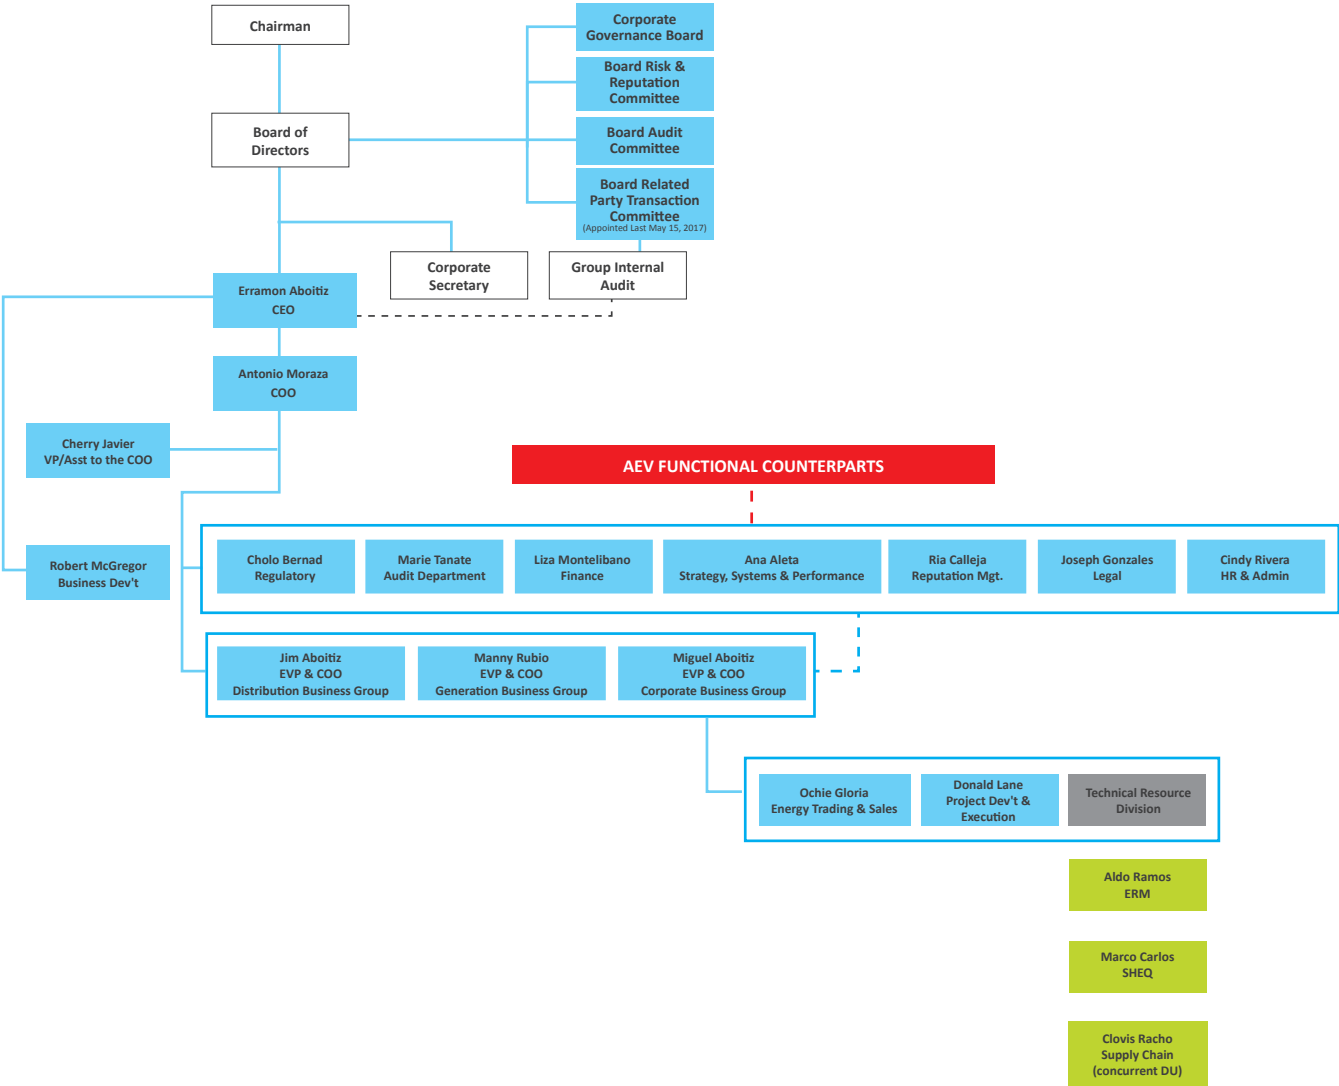 Chairman
Corporate
Governance Board
Board Risk &
Reputation
Committee
Board of
Directors
Board Audit
Committee
Board Related
Party Transaction
Committee
(Appointed Last May 15, 2017)
Corporate
Secretary
Group Internal
Audit
Erramon Aboitiz
CEO
Antonio Moraza
COO
Cherry Javier
VP/Asst to the COO
AEV FUNCTIONAL COUNTERPARTS
Robert McGregor
Business Dev't
Cholo Bernad
Regulatory
Marie Tanate
Audit Department
Liza Montelibano
Finance
Ana Aleta
Strategy, Systems & Performance
Ria Calleja
Reputation Mgt.
Joseph Gonzales
Legal
Cindy Rivera
HR & Admin
Jim Aboitiz
EVP & COO
Distribution Business Group
Manny Rubio
EVP & COO
Generation Business Group
Miguel Aboitiz
EVP & COO
Corporate Business Group
Ochie Gloria
Energy Trading & Sales
Donald Lane
Project Dev't &
Execution
Technical Resource
Division
Aldo Ramos
ERM
Marco Carlos
SHEQ
Clovis Racho
Supply Chain
(concurrent DU)